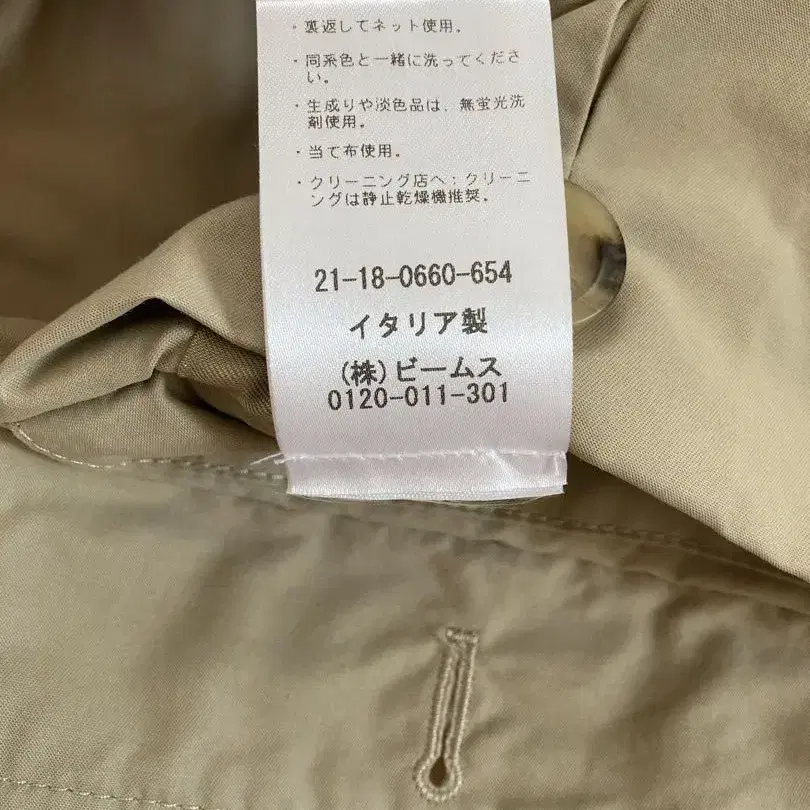 ・裏返してネット使用。
・同系色と一緒に洗ってくださ
い。
・生成りや淡色品は、無蛍光洗
剤使用。
・当て布使用。
・クリーニング店へ:クリーニ
ングは静止乾燥機推奨。
21-18-0660-654
イタリア製
(株)ビームス
0120-011-301